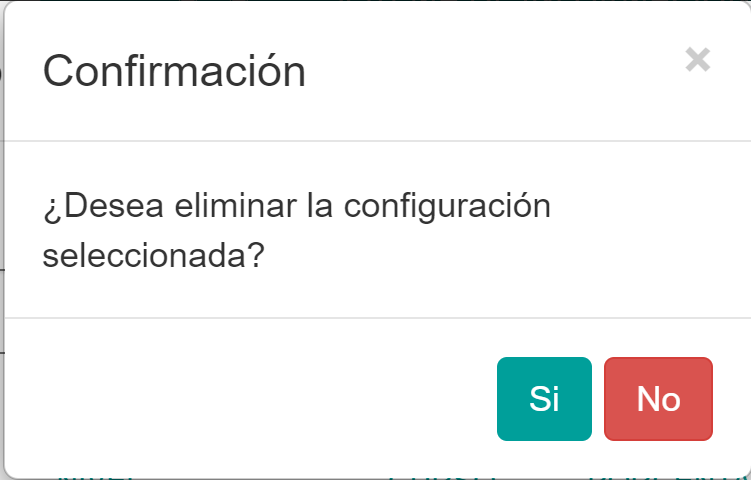 Confirmación
×
¿Desea eliminar la configuración
seleccionada?
Si
No